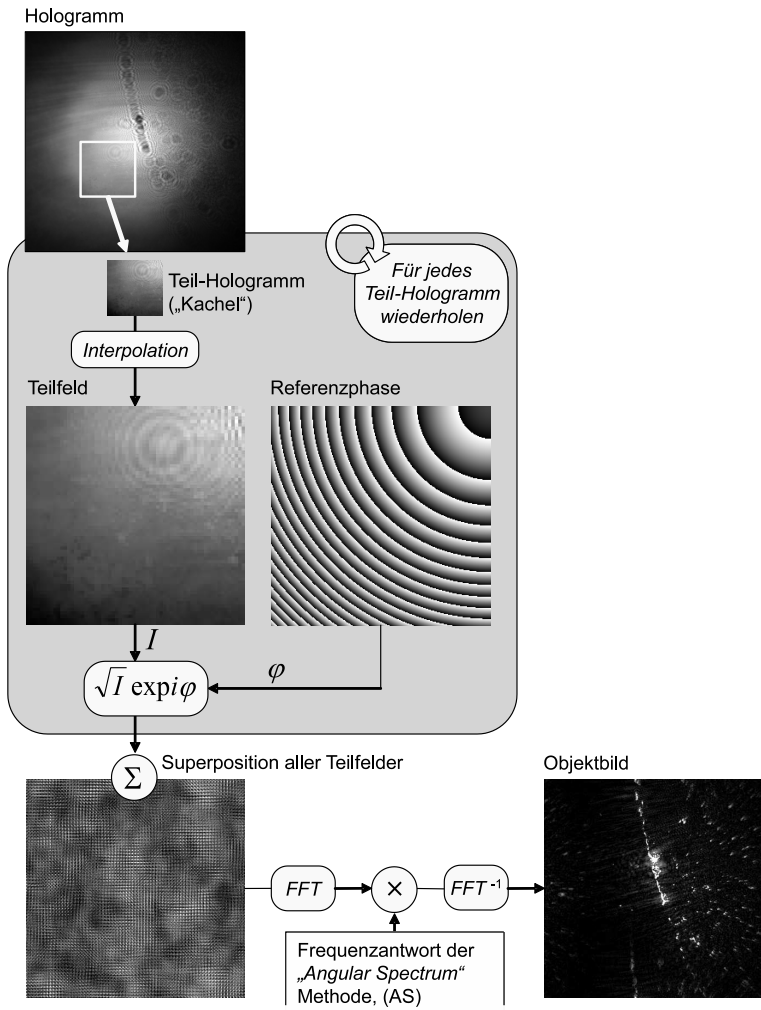 Hologramm
Teil-Hologramm
(„Kachel“)
Für jedes
Teil-Hologramm
wiederholen
Interpolation
Teilfeld
Referenzphase
I
√I expiφ
φ
Σ
Superposition aller Teilfelder
Objektbild
FFT
×
FFT⁻¹
Frequenzantwort der
„Angular Spectrum“
Methode, (AS)